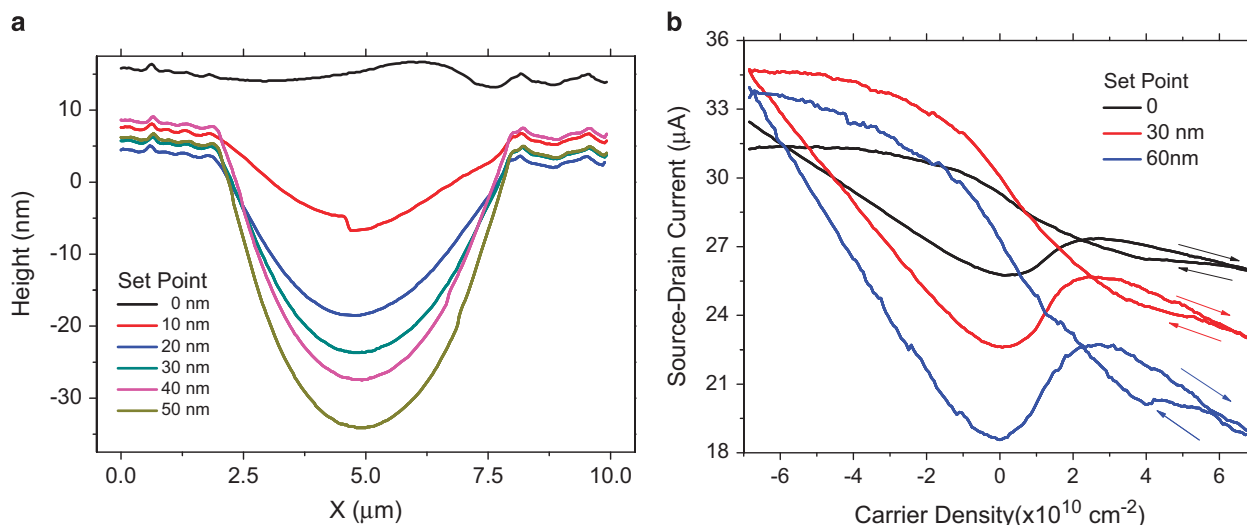 a
Height (nm)
10
0
-10
-20
-30
Set Point
0 nm
10 nm
20 nm
30 nm
40 nm
50 nm
0.0
2.5
5.0
7.5
10.0
X (μm)
b
Source-Drain Current (μA)
36
33
30
27
24
21
18
Set Point
0
30 nm
60nm
-6
-4
-2
0
2
4
6
Carrier Density(x10¹⁰ cm⁻²)